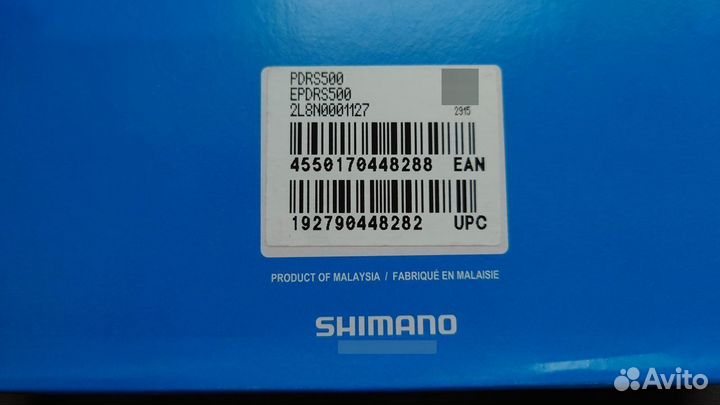 PDRS500
EPDRS500
2L8N0001127
2915
4550170448288 EAN
192790448282 UPC
PRODUCT OF MALAYSIA / FABRIQUÉ EN MALAISIE
SHIMANO
Avito